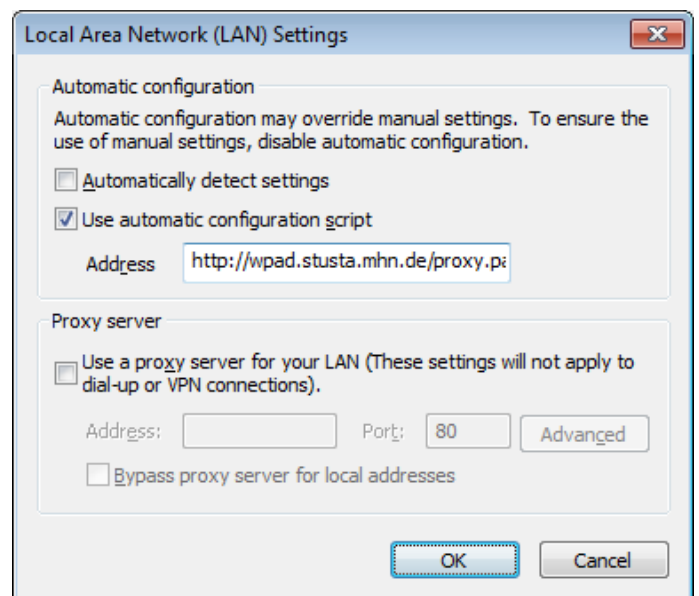 Local Area Network (LAN) Settings
Automatic configuration
Automatic configuration may override manual settings. To ensure the
use of manual settings, disable automatic configuration.
Automatically detect settings
Use automatic configuration script
Address http://wpad.stusta.mhn.de/proxy.pa
Proxy server
Use a proxy server for your LAN (These settings will not apply to
dial-up or VPN connections).
Address: Port: 80 Advanced
Bypass proxy server for local addresses
OK Cancel